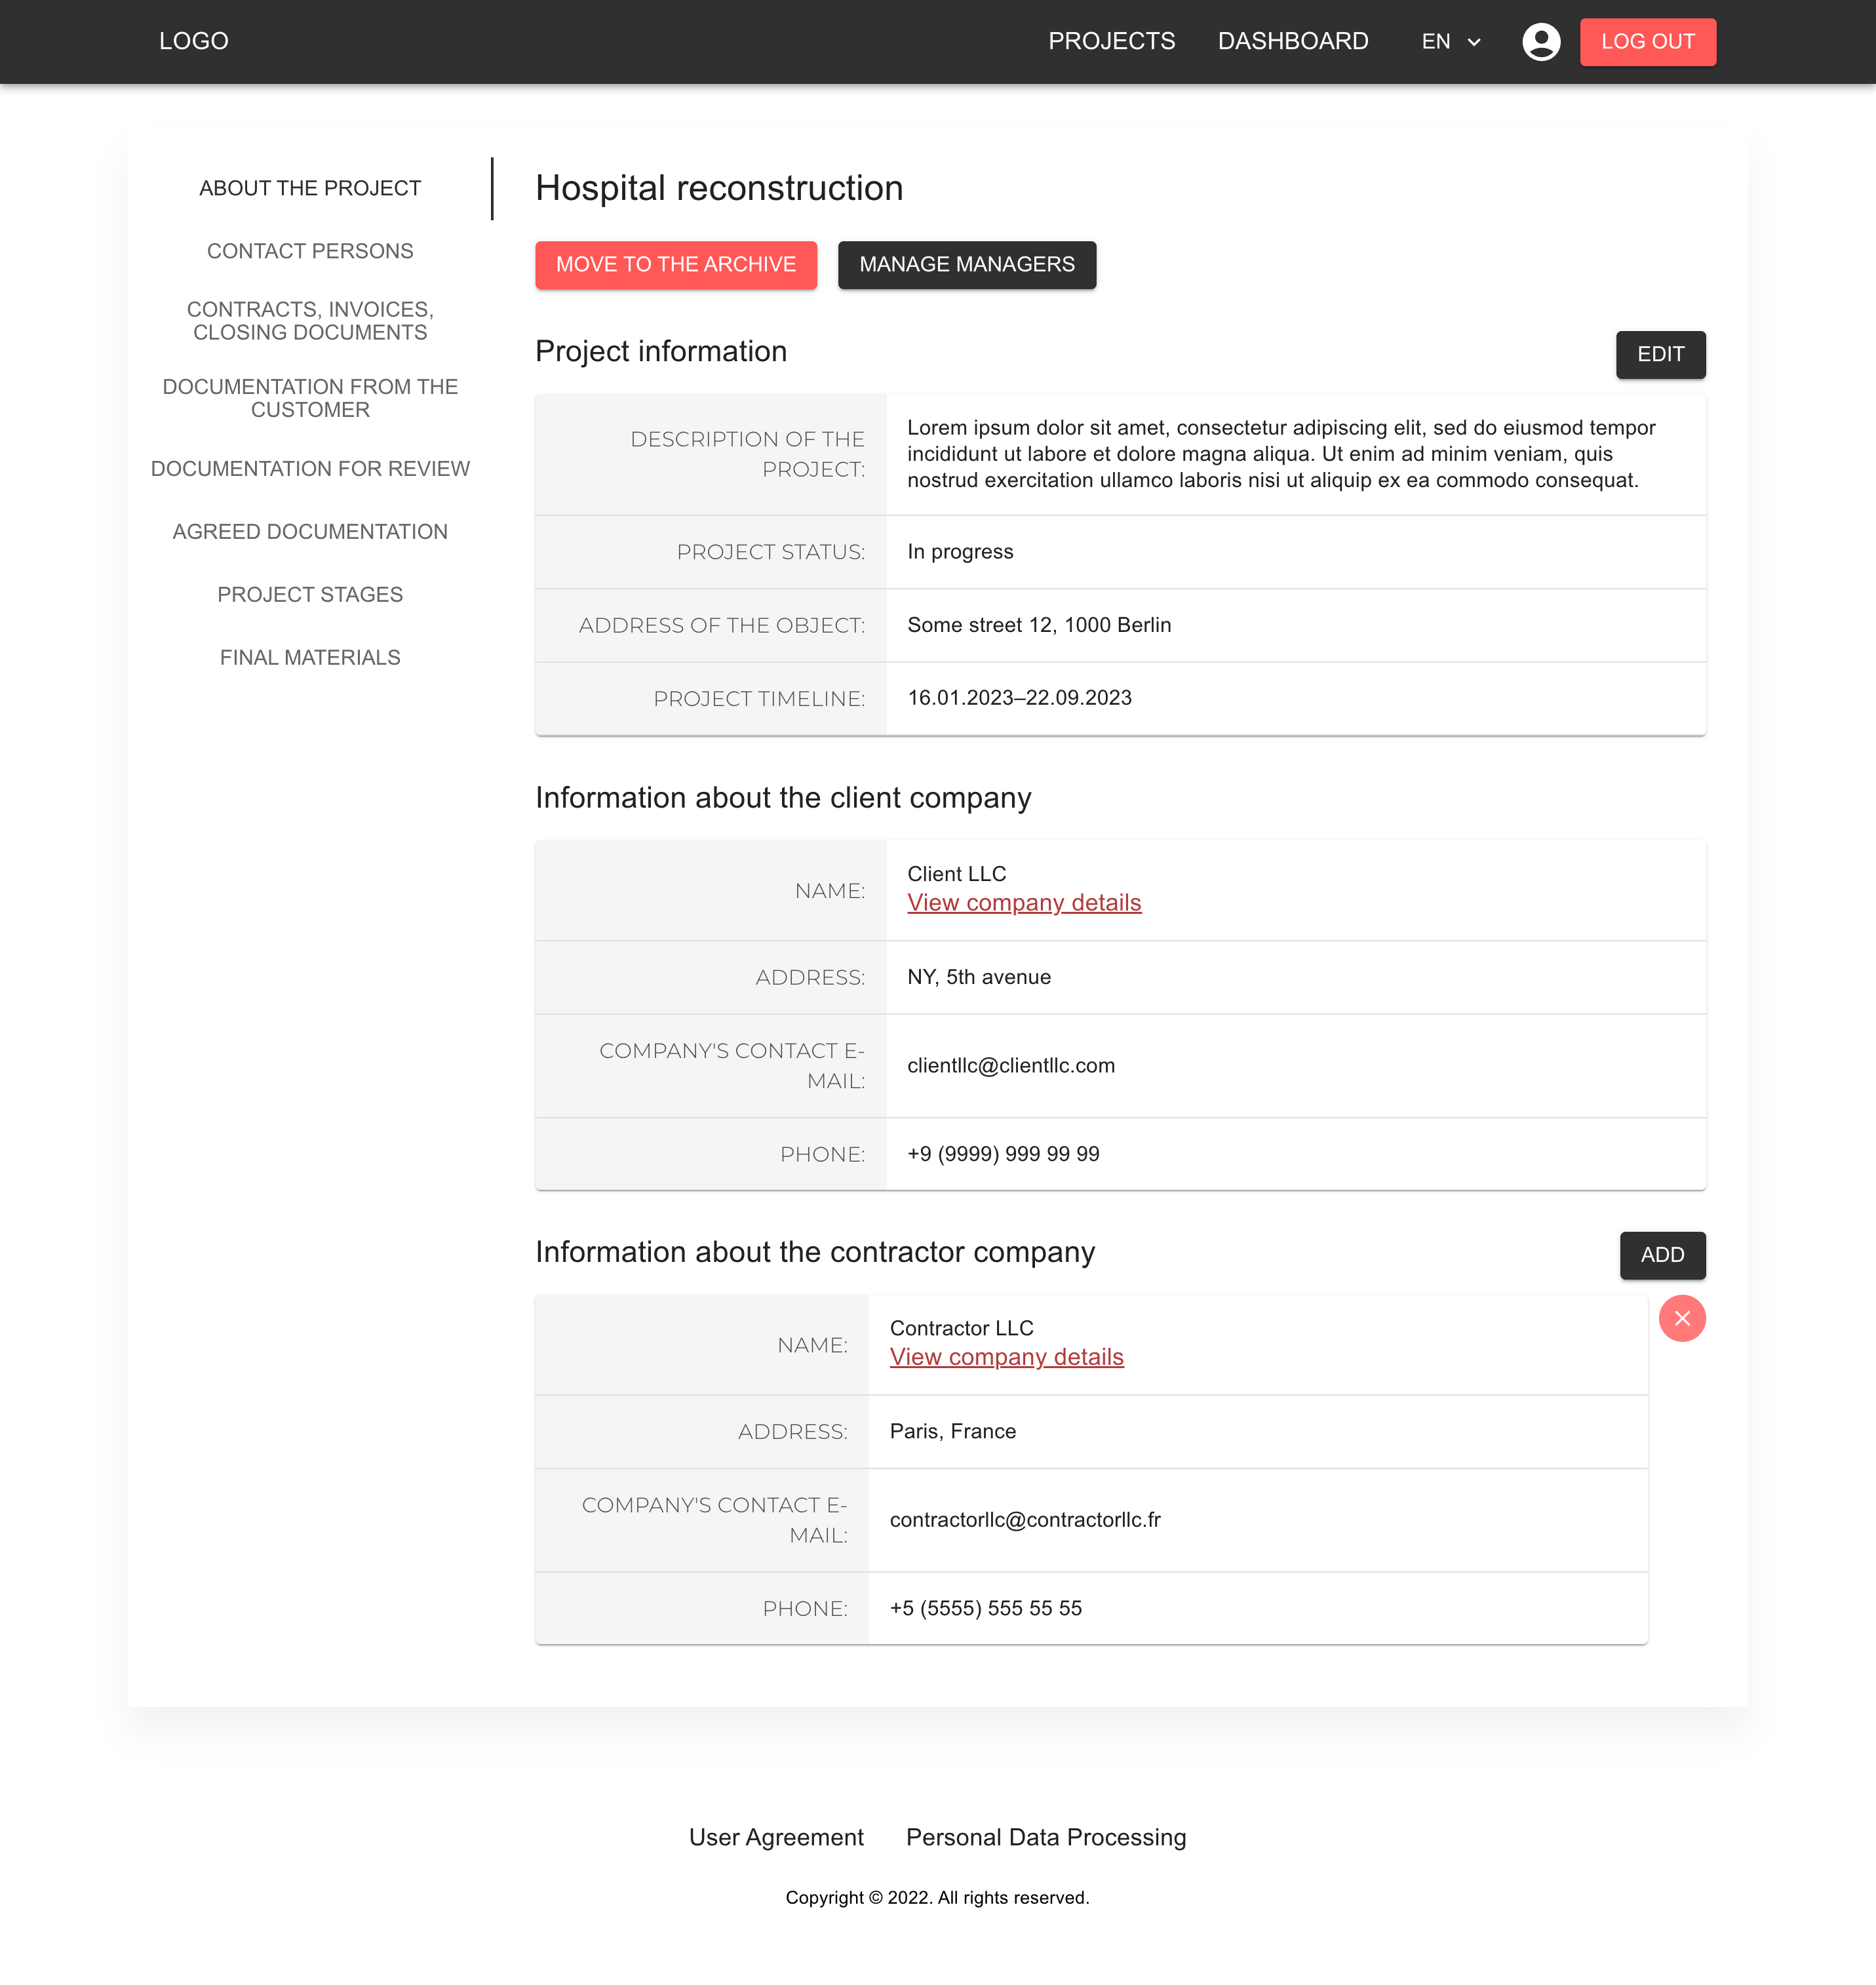 LOGO
PROJECTS
DASHBOARD
EN
LOG OUT
ABOUT THE PROJECT
CONTACT PERSONS
CONTRACTS, INVOICES,
CLOSING DOCUMENTS
DOCUMENTATION FROM THE
CUSTOMER
DOCUMENTATION FOR REVIEW
AGREED DOCUMENTATION
PROJECT STAGES
FINAL MATERIALS
Hospital reconstruction
MOVE TO THE ARCHIVE
MANAGE MANAGERS
Project information
EDIT
DESCRIPTION OF THE
PROJECT:
Lorem ipsum dolor sit amet, consectetur adipiscing elit, sed do eiusmod tempor
incididunt ut labore et dolore magna aliqua. Ut enim ad minim veniam, quis
nostrud exercitation ullamco laboris nisi ut aliquip ex ea commodo consequat.
PROJECT STATUS:
In progress
ADDRESS OF THE OBJECT:
Some street 12, 1000 Berlin
PROJECT TIMELINE:
16.01.2023–22.09.2023
Information about the client company
NAME:
Client LLC
View company details
ADDRESS:
NY, 5th avenue
COMPANY'S CONTACT E-
MAIL:
clientllc@clientllc.com
PHONE:
+9 (9999) 999 99 99
Information about the contractor company
ADD
NAME:
Contractor LLC
View company details
ADDRESS:
Paris, France
COMPANY'S CONTACT E-
MAIL:
contractorllc@contractorllc.fr
PHONE:
+5 (5555) 555 55 55
User Agreement
Personal Data Processing
Copyright © 2022. All rights reserved.